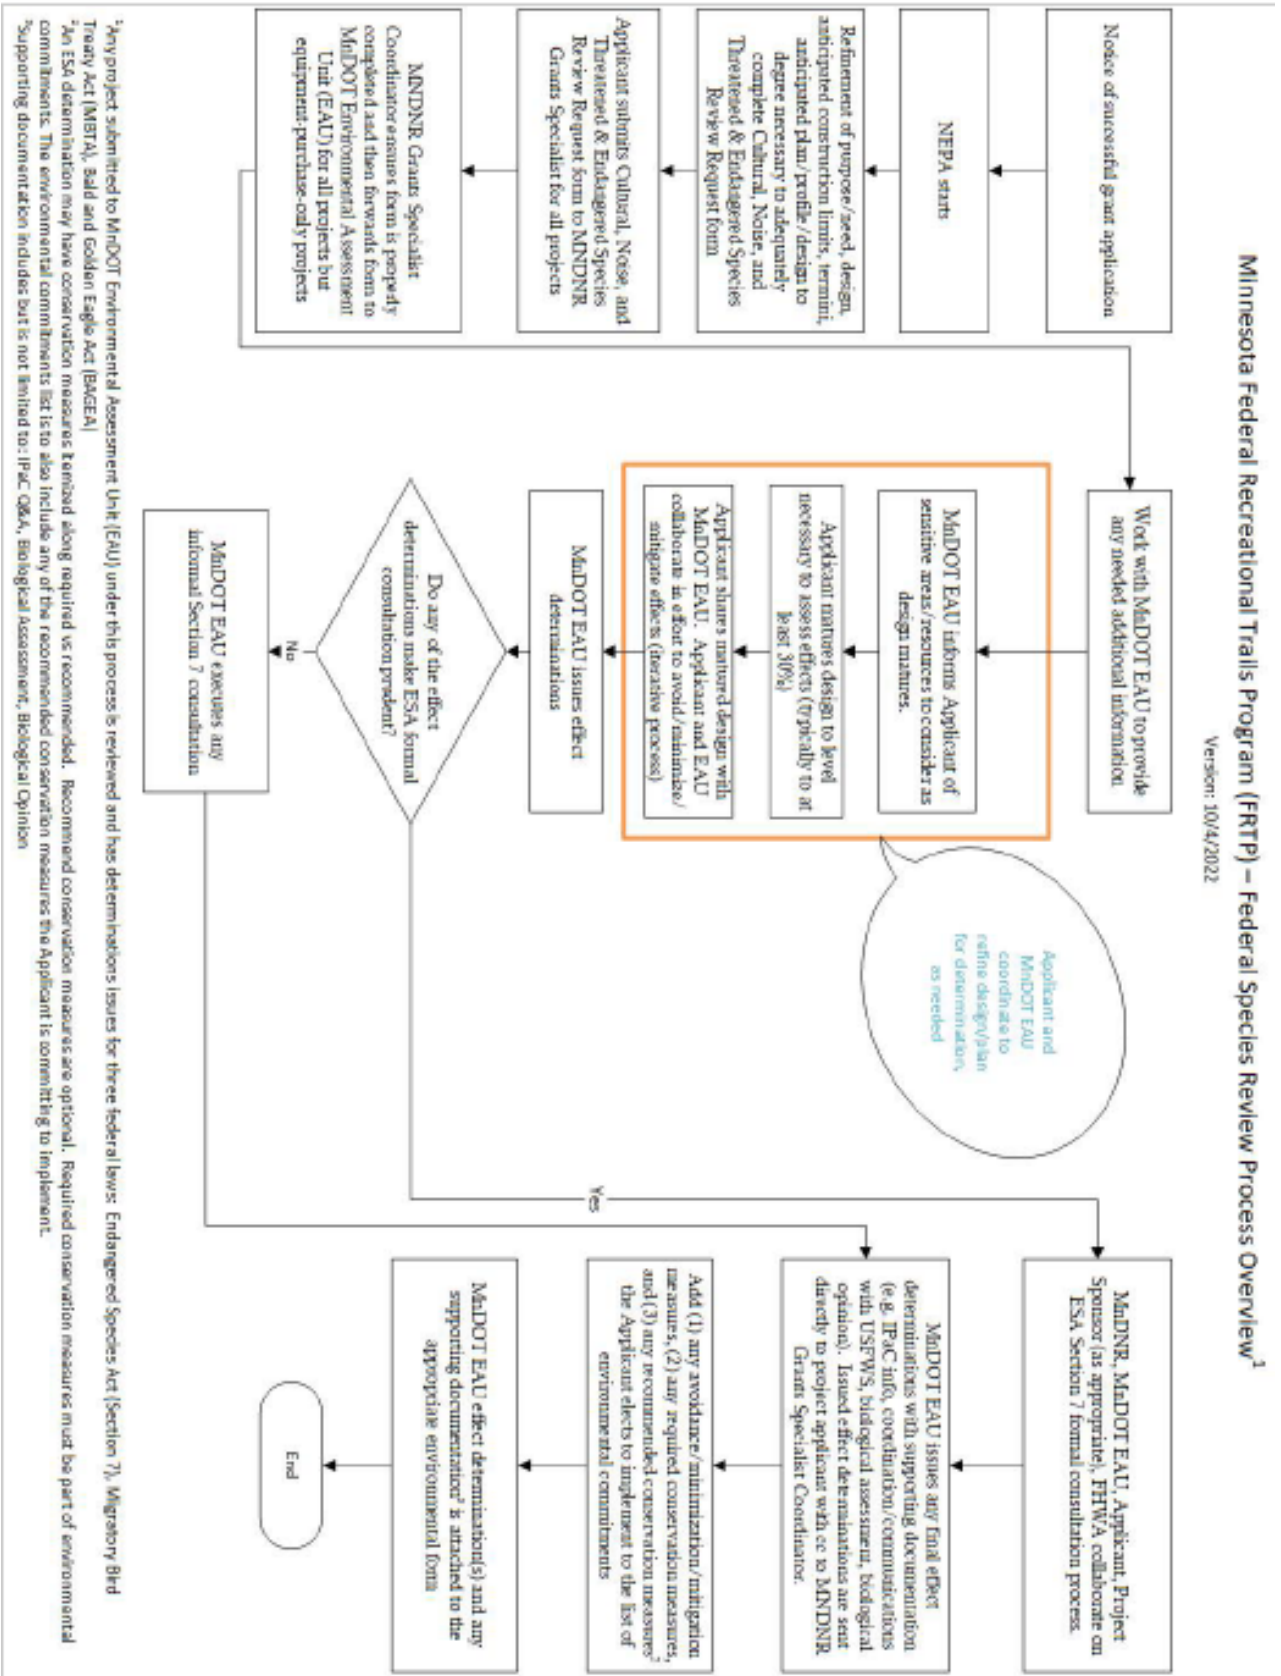 Minnesota Federal Recreational Trails Program (FRTP) – Federal Species Review Process Overview¹
Version: 10/4/2022
Notice of successful grant application
NEPA starts
Refinement of purpose/need, design,
anticipated construction limits, termini,
anticipated plan/profile/design to
degree necessary to adequately
complete Cultural, Noise, and
Threatened & Endangered Species
Review Request form
Applicant submits Cultural, Noise, and
Threatened & Endangered Species
Review Request form to MNDNR
Grants Specialist for all projects
MNDNR Grants Specialist
Coordinator ensures form is properly
completed and then forwards form to
MnDOT Environmental Assessment
Unit (EAU) for all projects but
equipment-purchase-only projects
Work with MnDOT EAU to provide
any needed additional information
MnDOT EAU informs Applicant of
sensitive areas/resources to consider as
design matures.
Applicant matures design to level
necessary to assess effects (typically to at
least 30%)
Applicant shares matured design with
MnDOT EAU. Applicant and EAU
collaborate in effort to avoid/minimize/
mitigate effects (iterative process)
MnDOT EAU issues effect
determinations
Do any of the effect
determinations make ESA formal
consultation prudent?
No
MnDOT EAU executes any
informal Section 7 consultation
Applicant and
MnDOT EAU
coordinate to
refine design/plan
for determination,
as needed
Yes
MnDNR, MnDOT EAU, Applicant, Project
Sponsor (as appropriate), FHWA collaborate on
ESA Section 7 formal consultation process.
MnDOT EAU issues any final effect
determinations with supporting documentation
(e.g. IPaC info, coordination/communications
with USFWS, biological assessment, biological
opinion). Issued effect determinations are sent
directly to project applicant with cc to MNDNR
Grants Specialist Coordinator.
Add (1) any avoidance/minimization/mitigation
measures, (2) any required conservation measures,
and (3) any recommended conservation measures²
the Applicant elects to implement to the list of
environmental commitments
MnDOT EAU effect determination(s) and any
supporting documentation³ is attached to the
appropriate environmental form
End
¹Any project submitted to MnDOT Environmental Assessment Unit (EAU) under this process is reviewed and has determinations issues for three federal laws: Endangered Species Act (Section 7), Migratory Bird
Treaty Act (MBTA), Bald and Golden Eagle Act (BAGEA)
²An ESA determination may have conservation measures itemized along required vs recommended. Recommend conservation measures are optional. Required conservation measures must be part of environmental
commitments. The environmental commitments list is to also include any of the recommended conservation measures the Applicant is committing to implement.
³Supporting documentation includes but is not limited to: IPaC Q&A, Biological Assessment, Biological Opinion